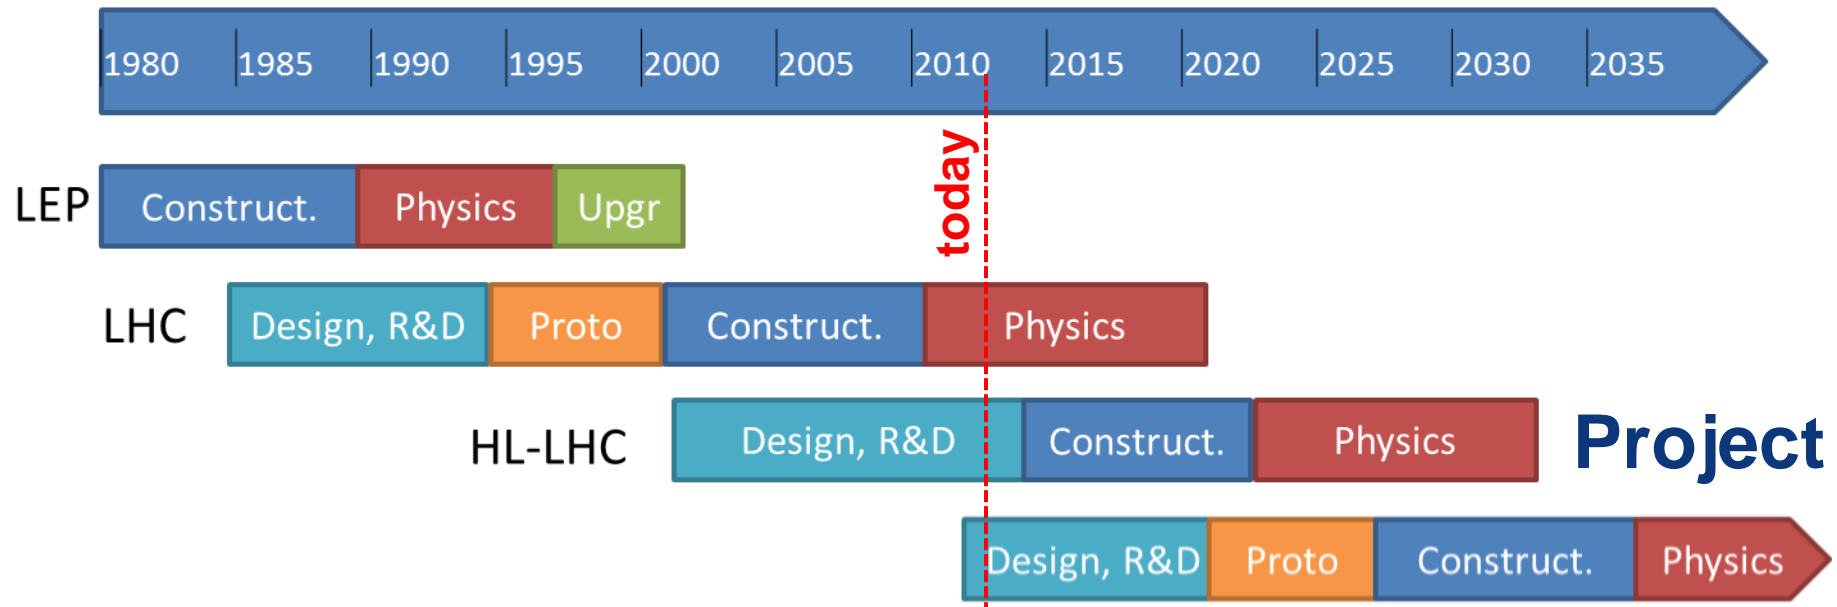 1980 1985 1990 1995 2000 2005 2010 2015 2020 2025 2030 2035
today
LEP Construct. Physics Upgr
LHC Design, R&D Proto Construct. Physics
HL-LHC Design, R&D Construct. Physics Project
Design, R&D Proto Construct. Physics